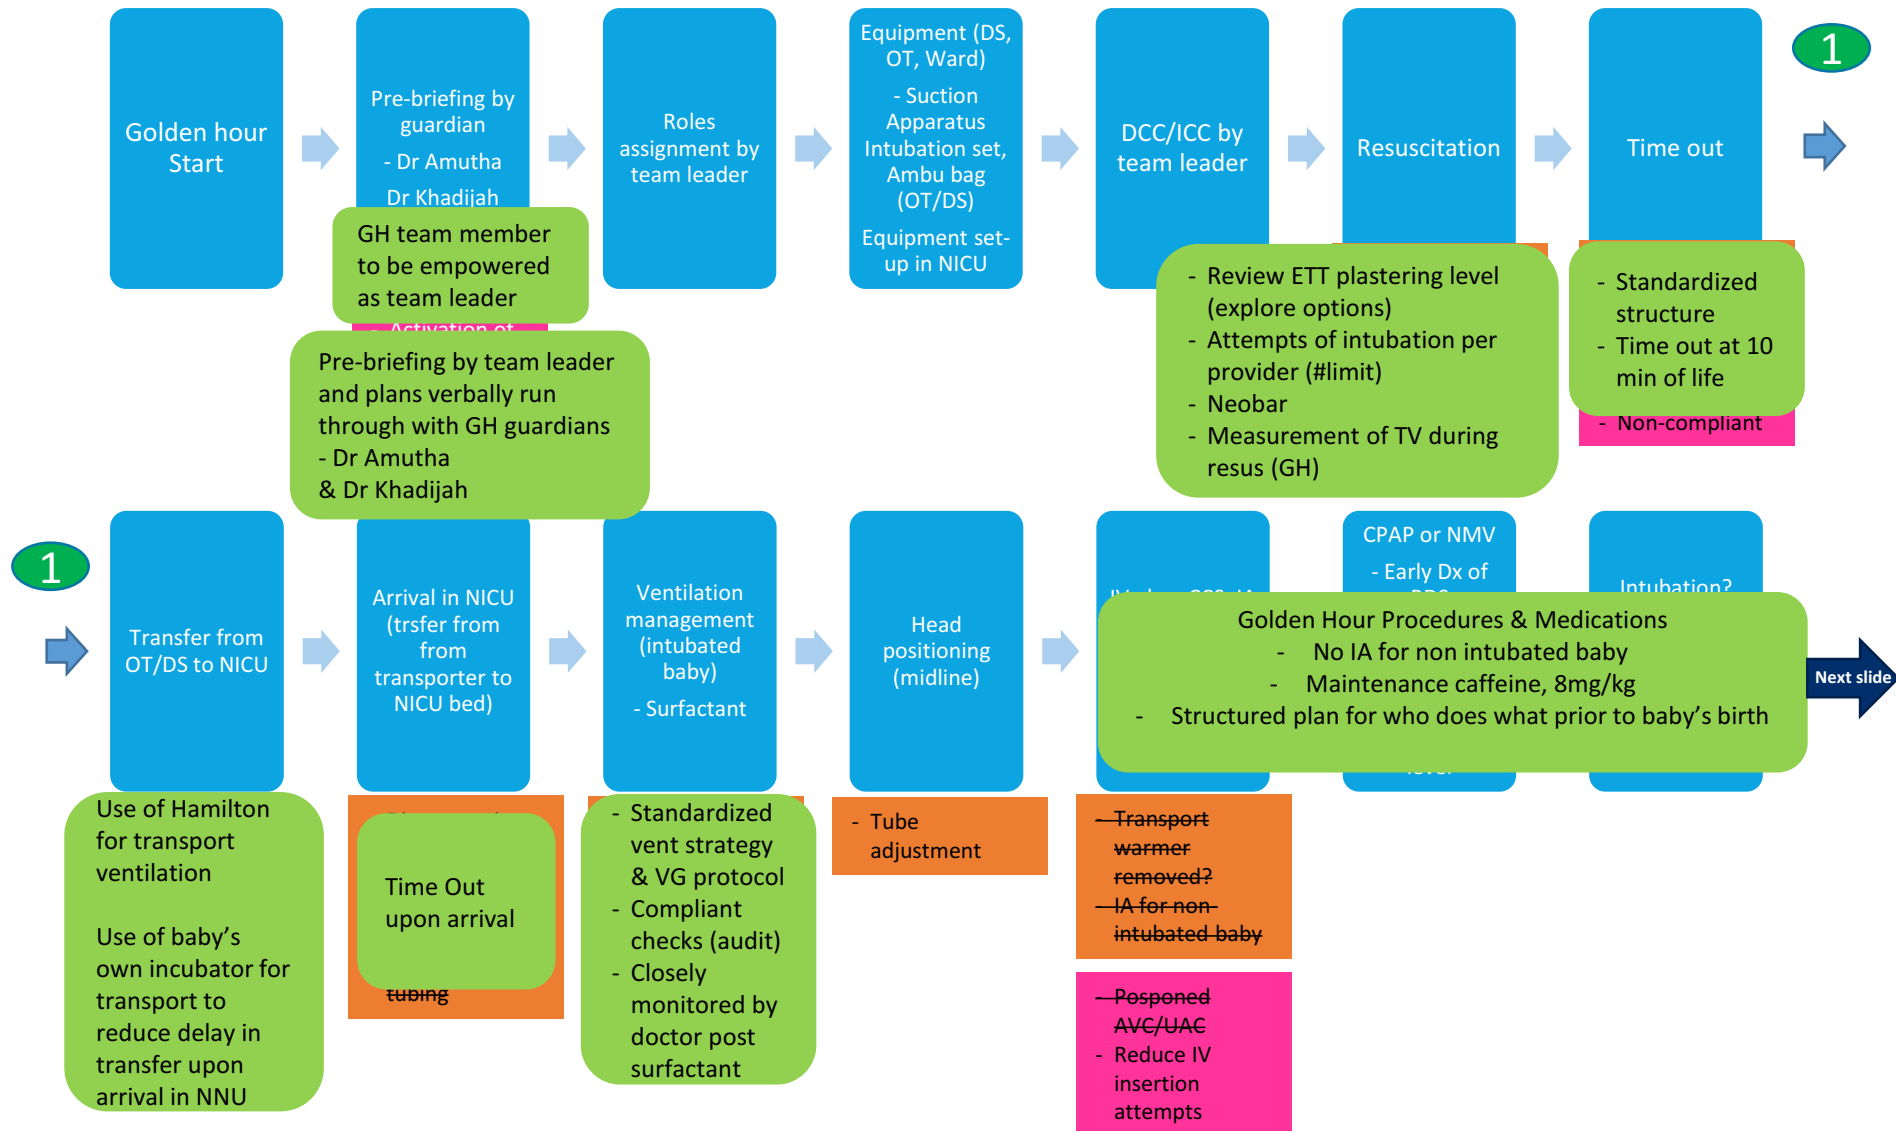 Golden hour
Start
Pre-briefing by
guardian
- Dr Amutha
Dr Khadijah
GH team member
to be empowered
as team leader
- Activation of
Pre-briefing by team leader
and plans verbally run
through with GH guardians
- Dr Amutha
& Dr Khadijah
Roles
assignment by
team leader
Equipment (DS,
OT, Ward)
- Suction
Apparatus
Intubation set,
Ambu bag
(OT/DS)
Equipment set-
up in NICU
DCC/ICC by
team leader
Resuscitation
- Review ETT plastering level
(explore options)
- Attempts of intubation per
provider (#limit)
- Neobar
- Measurement of TV during
resus (GH)
Time out
- Standardized
structure
- Time out at 10
min of life
- Non-compliant
1
1
Transfer from
OT/DS to NICU
Use of Hamilton
for transport
ventilation
Use of baby's
own incubator for
transport to
reduce delay in
transfer upon
arrival in NNU
Arrival in NICU
(trsfer from
from
transporter to
NICU bed)
Time Out
upon arrival
tubing
Ventilation
management
(intubated
baby)
- Surfactant
- Standardized
vent strategy
& VG protocol
- Compliant
checks (audit)
- Closely
monitored by
doctor post
surfactant
Head
positioning
(midline)
- Tube
adjustment
CPAP or NMV
- Early Dx of
Intubation?
Golden Hour Procedures & Medications
- No IA for non intubated baby
- Maintenance caffeine, 8mg/kg
- Structured plan for who does what prior to baby's birth
level
- Transport
warmer
removed?
- IA for non-
intubated baby
- Posponed
AVC/UAC
- Reduce IV
insertion
attempts
Next slide